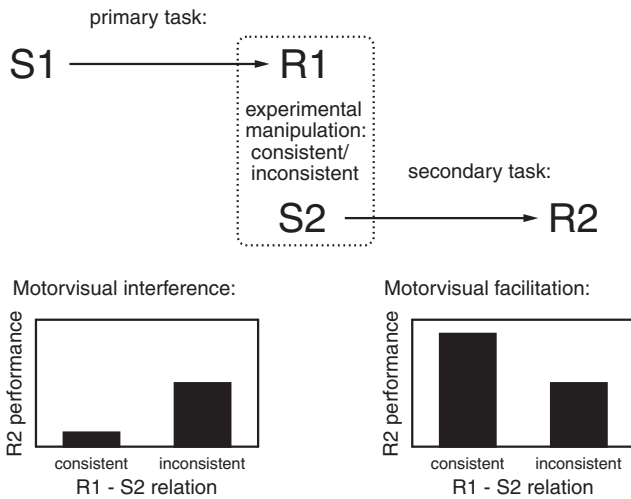 primary task:
S1
R1
experimental
manipulation:
consistent/
inconsistent
secondary task:
S2
R2
Motorvisual interference:
R2 performance
consistent
inconsistent
R1 - S2 relation
Motorvisual facilitation:
R2 performance
consistent
inconsistent
R1 - S2 relation